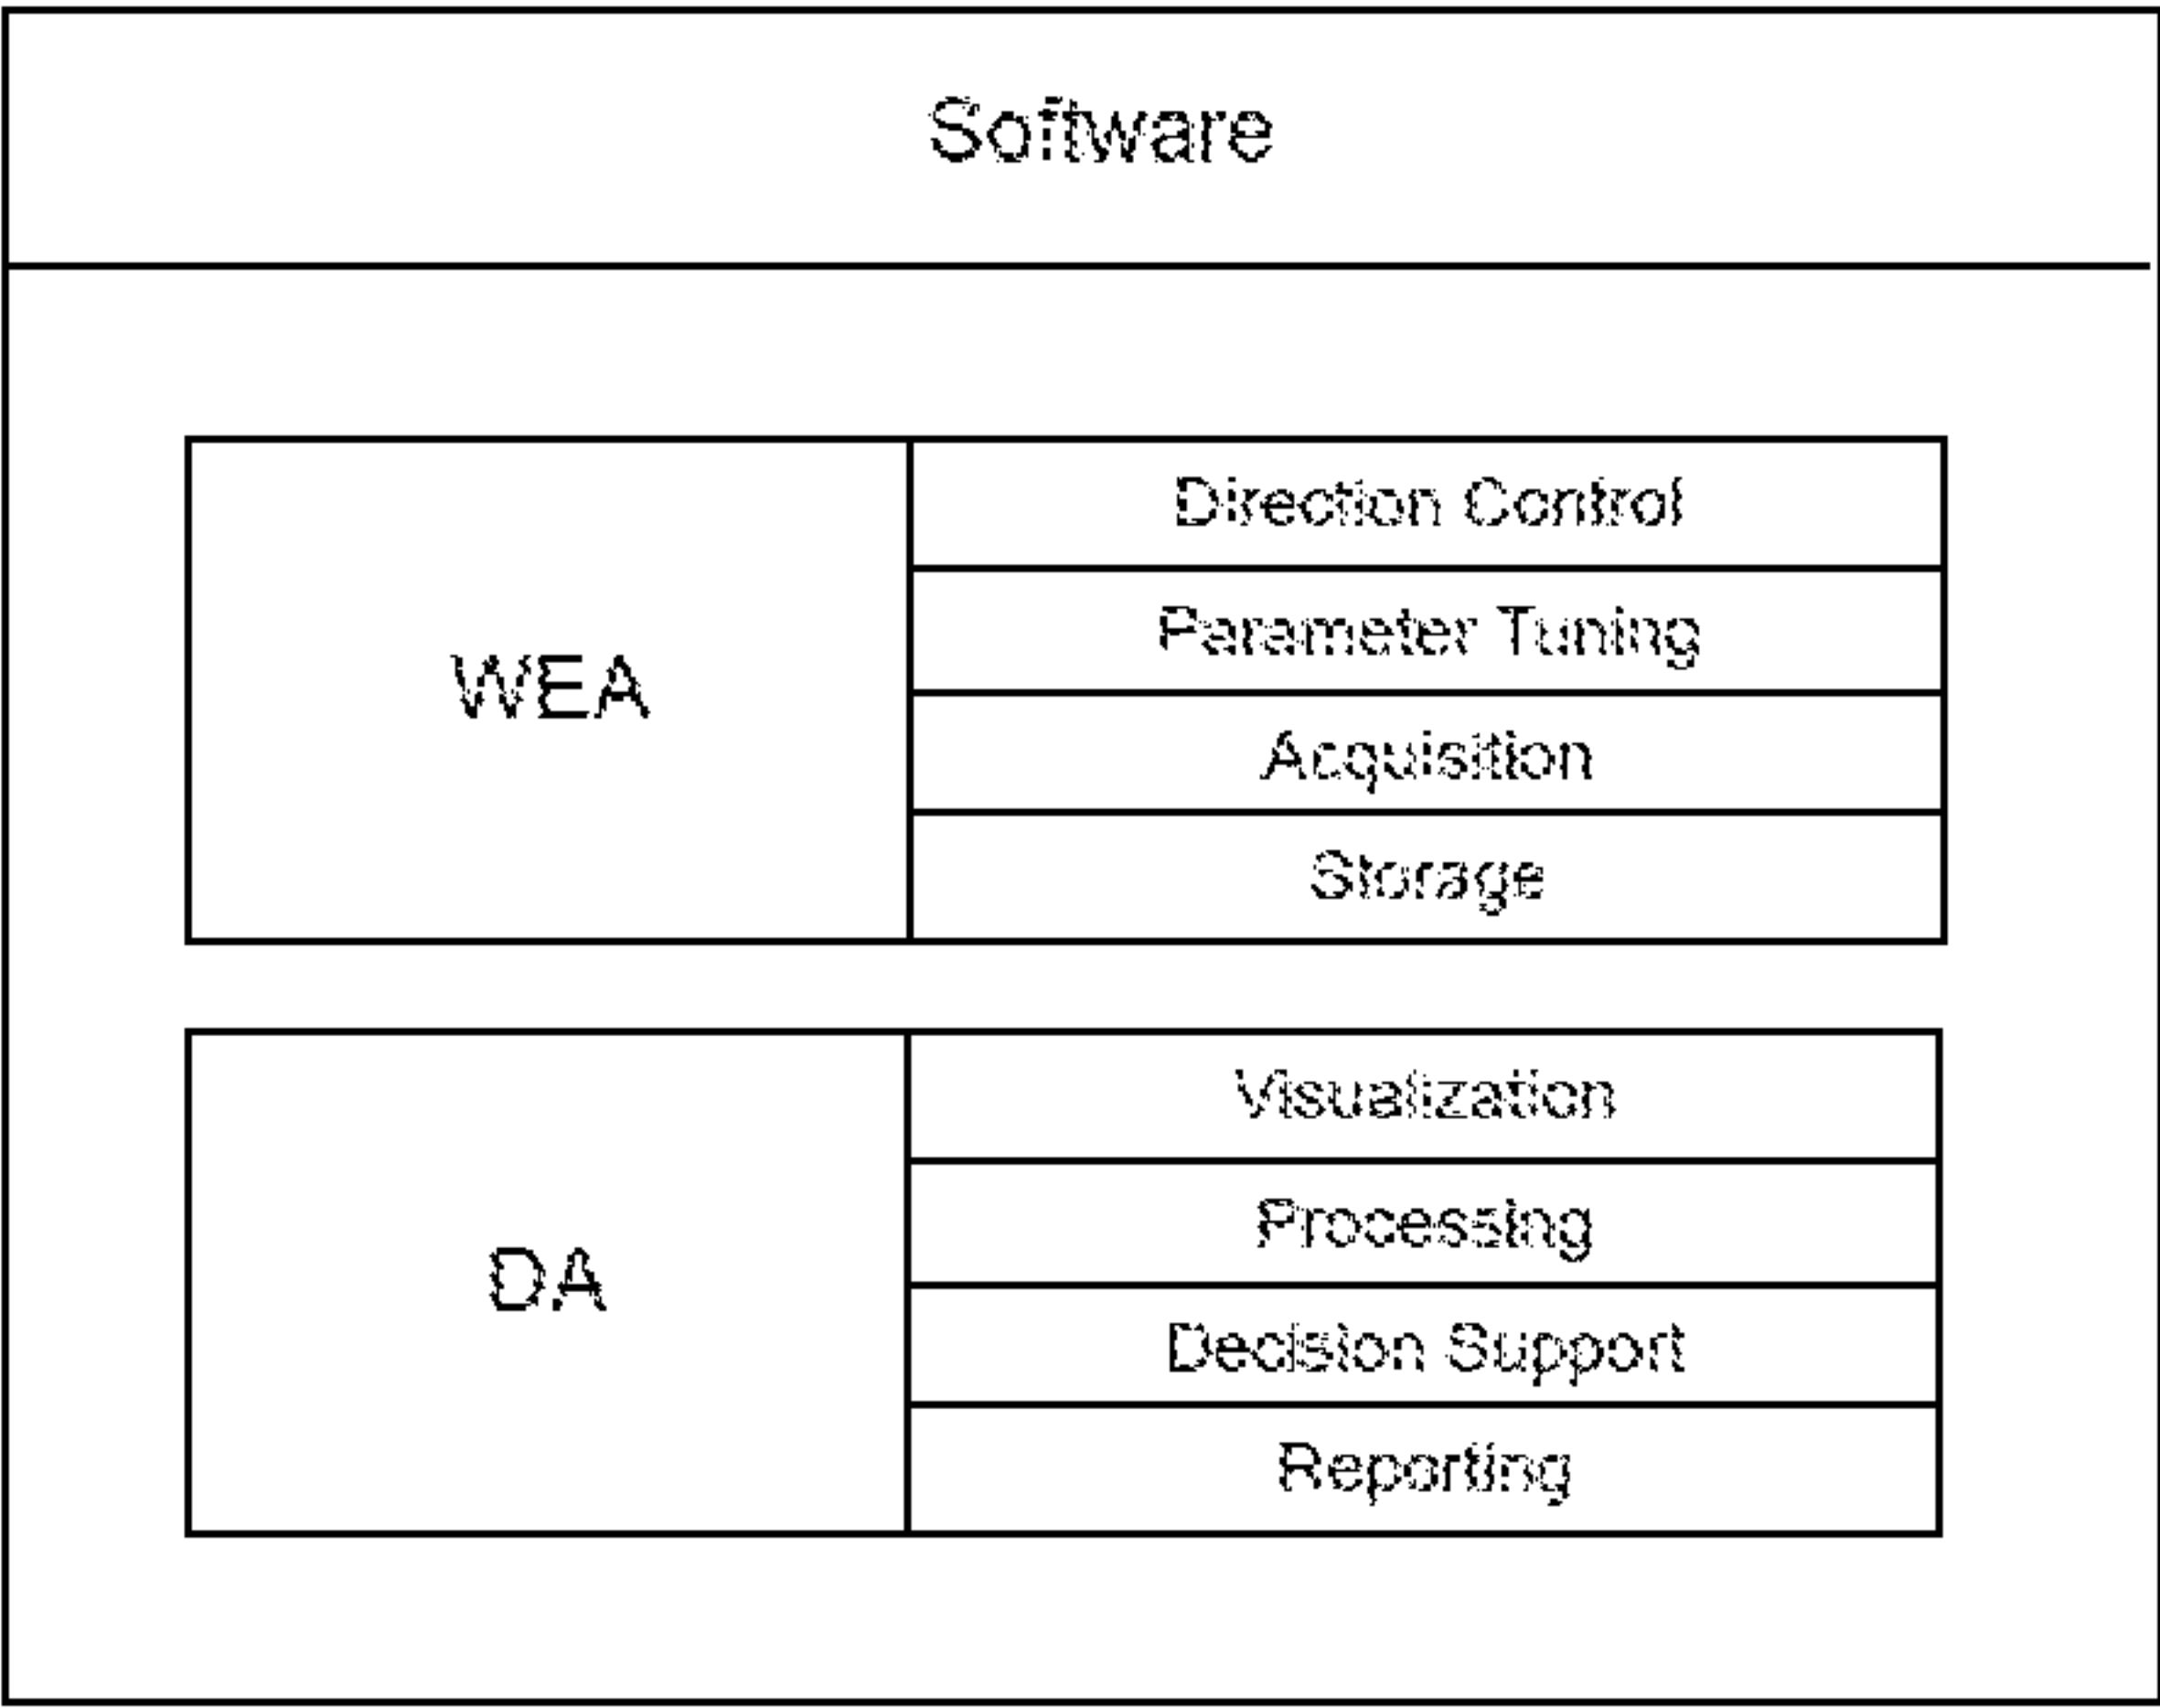 Software
WEA
Direction Control
Parameter Tuning
Acquisition
Storage
DA
Visualization
Processing
Decision Support
Reporting